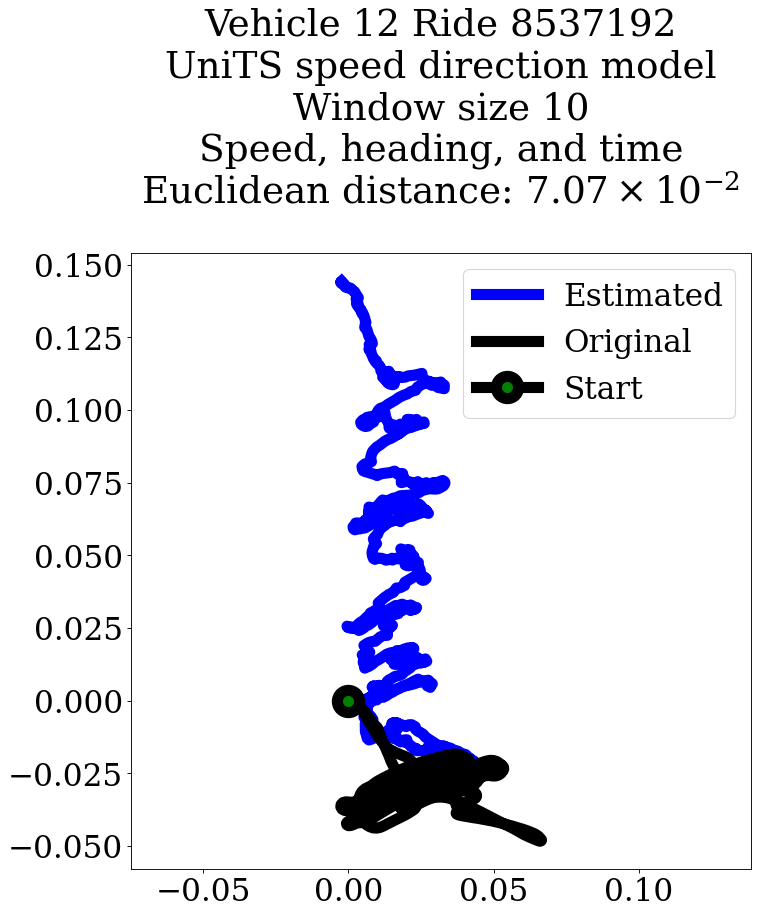 Vehicle 12 Ride 8537192
UniTS speed direction model
Window size 10
Speed, heading, and time
Euclidean distance: 7.07 × 10⁻²
Estimated
Original
Start
0.150
0.125
0.100
0.075
0.050
0.025
0.000
−0.025
−0.050
−0.05 0.00 0.05 0.10